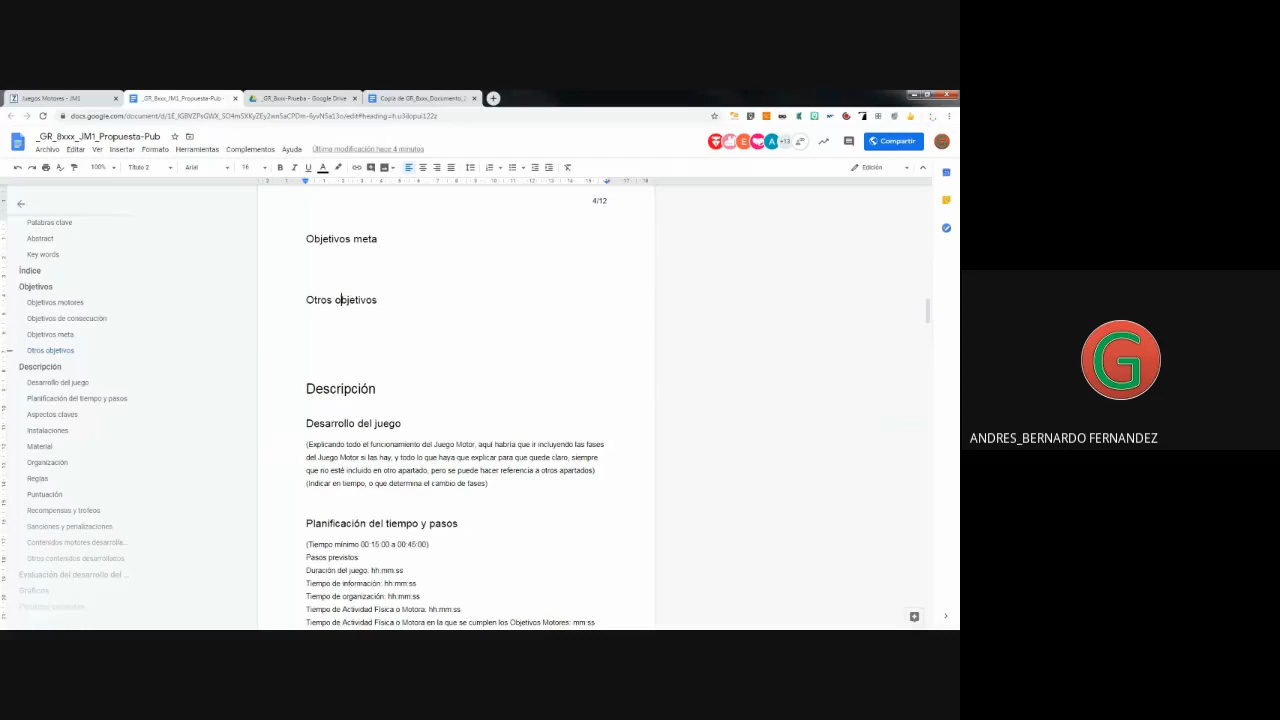 Juegos Motores - JM1
_GR_8xxx_JM1_Propuesta-Pub -
_GR_8xxx-Prueba - Google Drive
Copia de GR_8xxx_Documento_
_GR_8xxx_JM1_Propuesta-Pub
Archivo Editar Ver Insertar Formato Herramientas Complementos Ayuda Última modificación hace 4 minutos
+13
Compartir
100% Título 2 Arial 16 Edición
Palabras clave
Abstract
Key words
Índice
Objetivos
Objetivos motores
Objetivos de consecución
Objetivos meta
Otros objetivos
Descripción
Desarrollo del juego
Planificación del tiempo y pasos
Aspectos claves
Instalaciones
Material
Organización
Reglas
Puntuación
Recompensas y trofeos
Sanciones y penalizaciones
Contenidos motores desarrolla...
Otros contenidos desarrollados
Evaluación del desarrollo del ...
Gráficos
4/12
Objetivos meta
Otros objetivos
Descripción
Desarrollo del juego
(Explicando todo el funcionamiento del Juego Motor, aquí habría que ir incluyendo las fases
del Juego Motor si las hay, y todo lo que haya que explicar para que quede claro, siempre
que no esté incluido en otro apartado, pero se puede hacer referencia a otros apartados)
(Indicar en tiempo, o que determina el cambio de fases)
Planificación del tiempo y pasos
(Tiempo mínimo 00:15:00 a 00:45:00)
Pasos previstos:
Duración del juego: hh:mm:ss
Tiempo de información: hh:mm:ss
Tiempo de organización: hh:mm:ss
Tiempo de Actividad Física o Motora: hh:mm:ss
Tiempo de Actividad Física o Motora en la que se cumplen los Objetivos Motores: mm:ss
G
ANDRES_BERNARDO FERNANDEZ